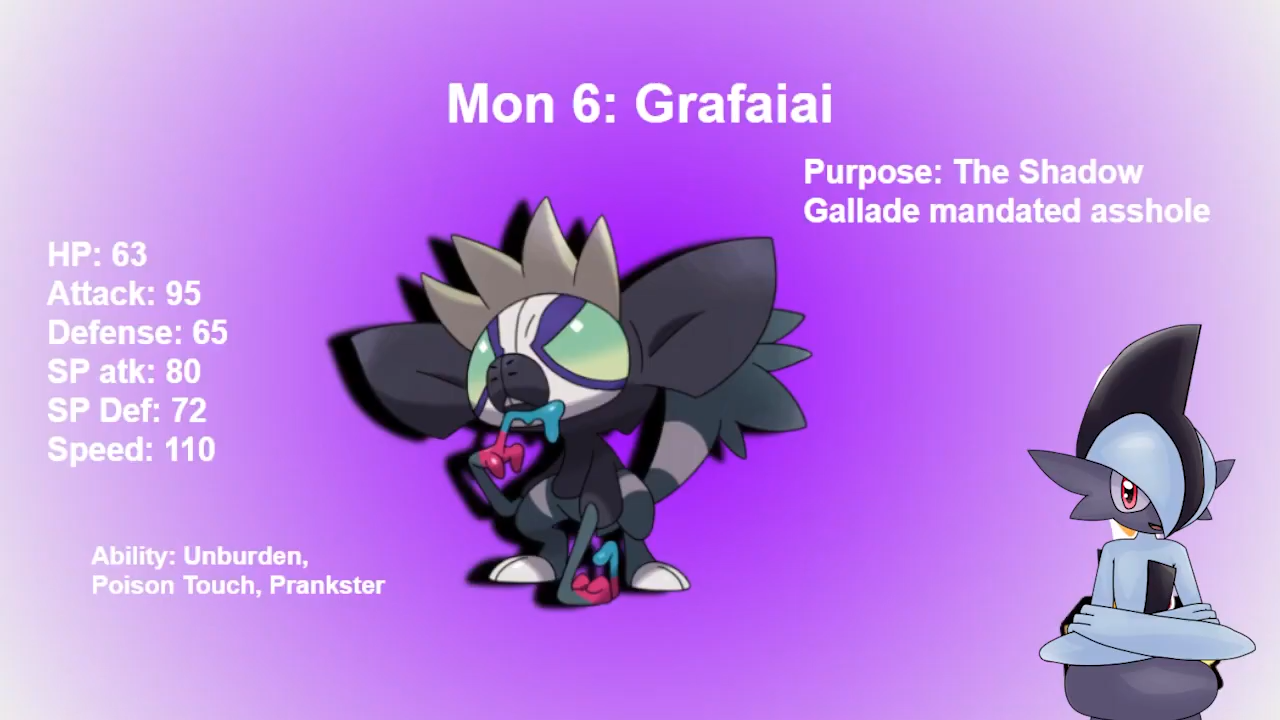 Mon 6: Grafaiai
Purpose: The Shadow
Gallade mandated asshole
HP: 63
Attack: 95
Defense: 65
SP atk: 80
SP Def: 72
Speed: 110
Ability: Unburden,
Poison Touch, Prankster